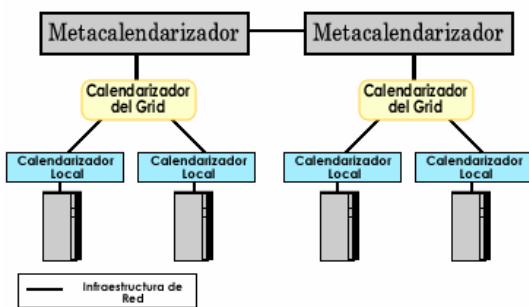 Metacalendarizador
Metacalendarizador
Calendarizador
del Grid
Calendarizador
del Grid
Calendarizador
Local
Calendarizador
Local
Calendarizador
Local
Calendarizador
Local
Infraestructura de
Red